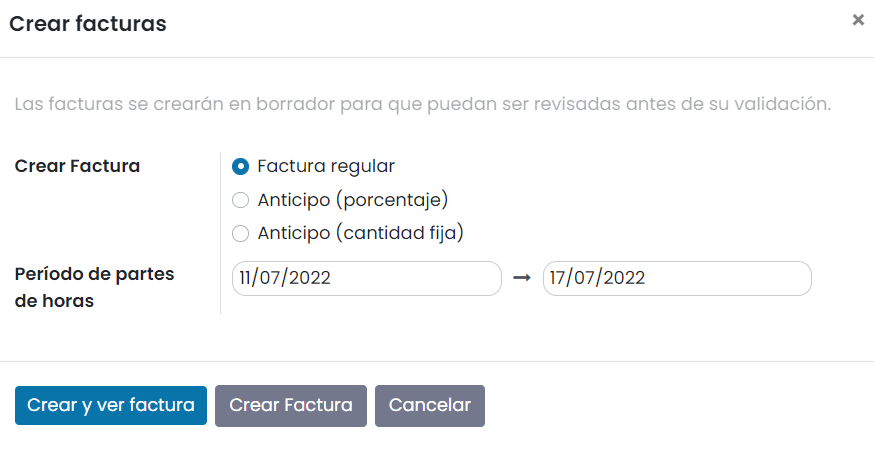 Crear facturas
Las facturas se crearán en borrador para que puedan ser revisadas antes de su validación.
Crear Factura
Factura regular
Anticipo (porcentaje)
Anticipo (cantidad fija)
Período de partes
de horas
11/07/2022
17/07/2022
Crear y ver factura
Crear Factura
Cancelar